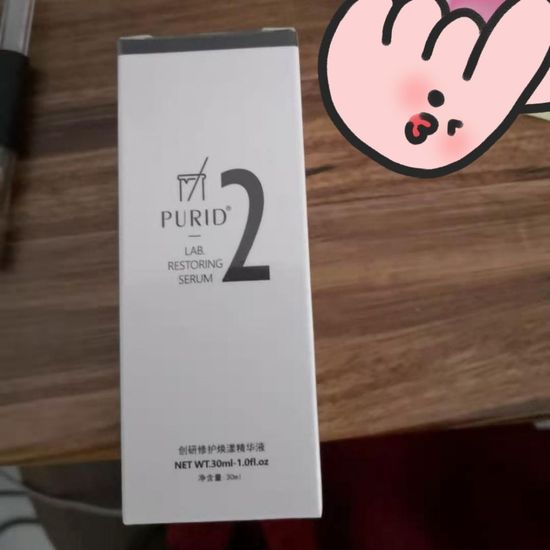 PURID®
LAB.
RESTORING
SERUM
2
创研修护焕漾精华液
NET WT.30ml-1.0fl.oz
净含量 30ml